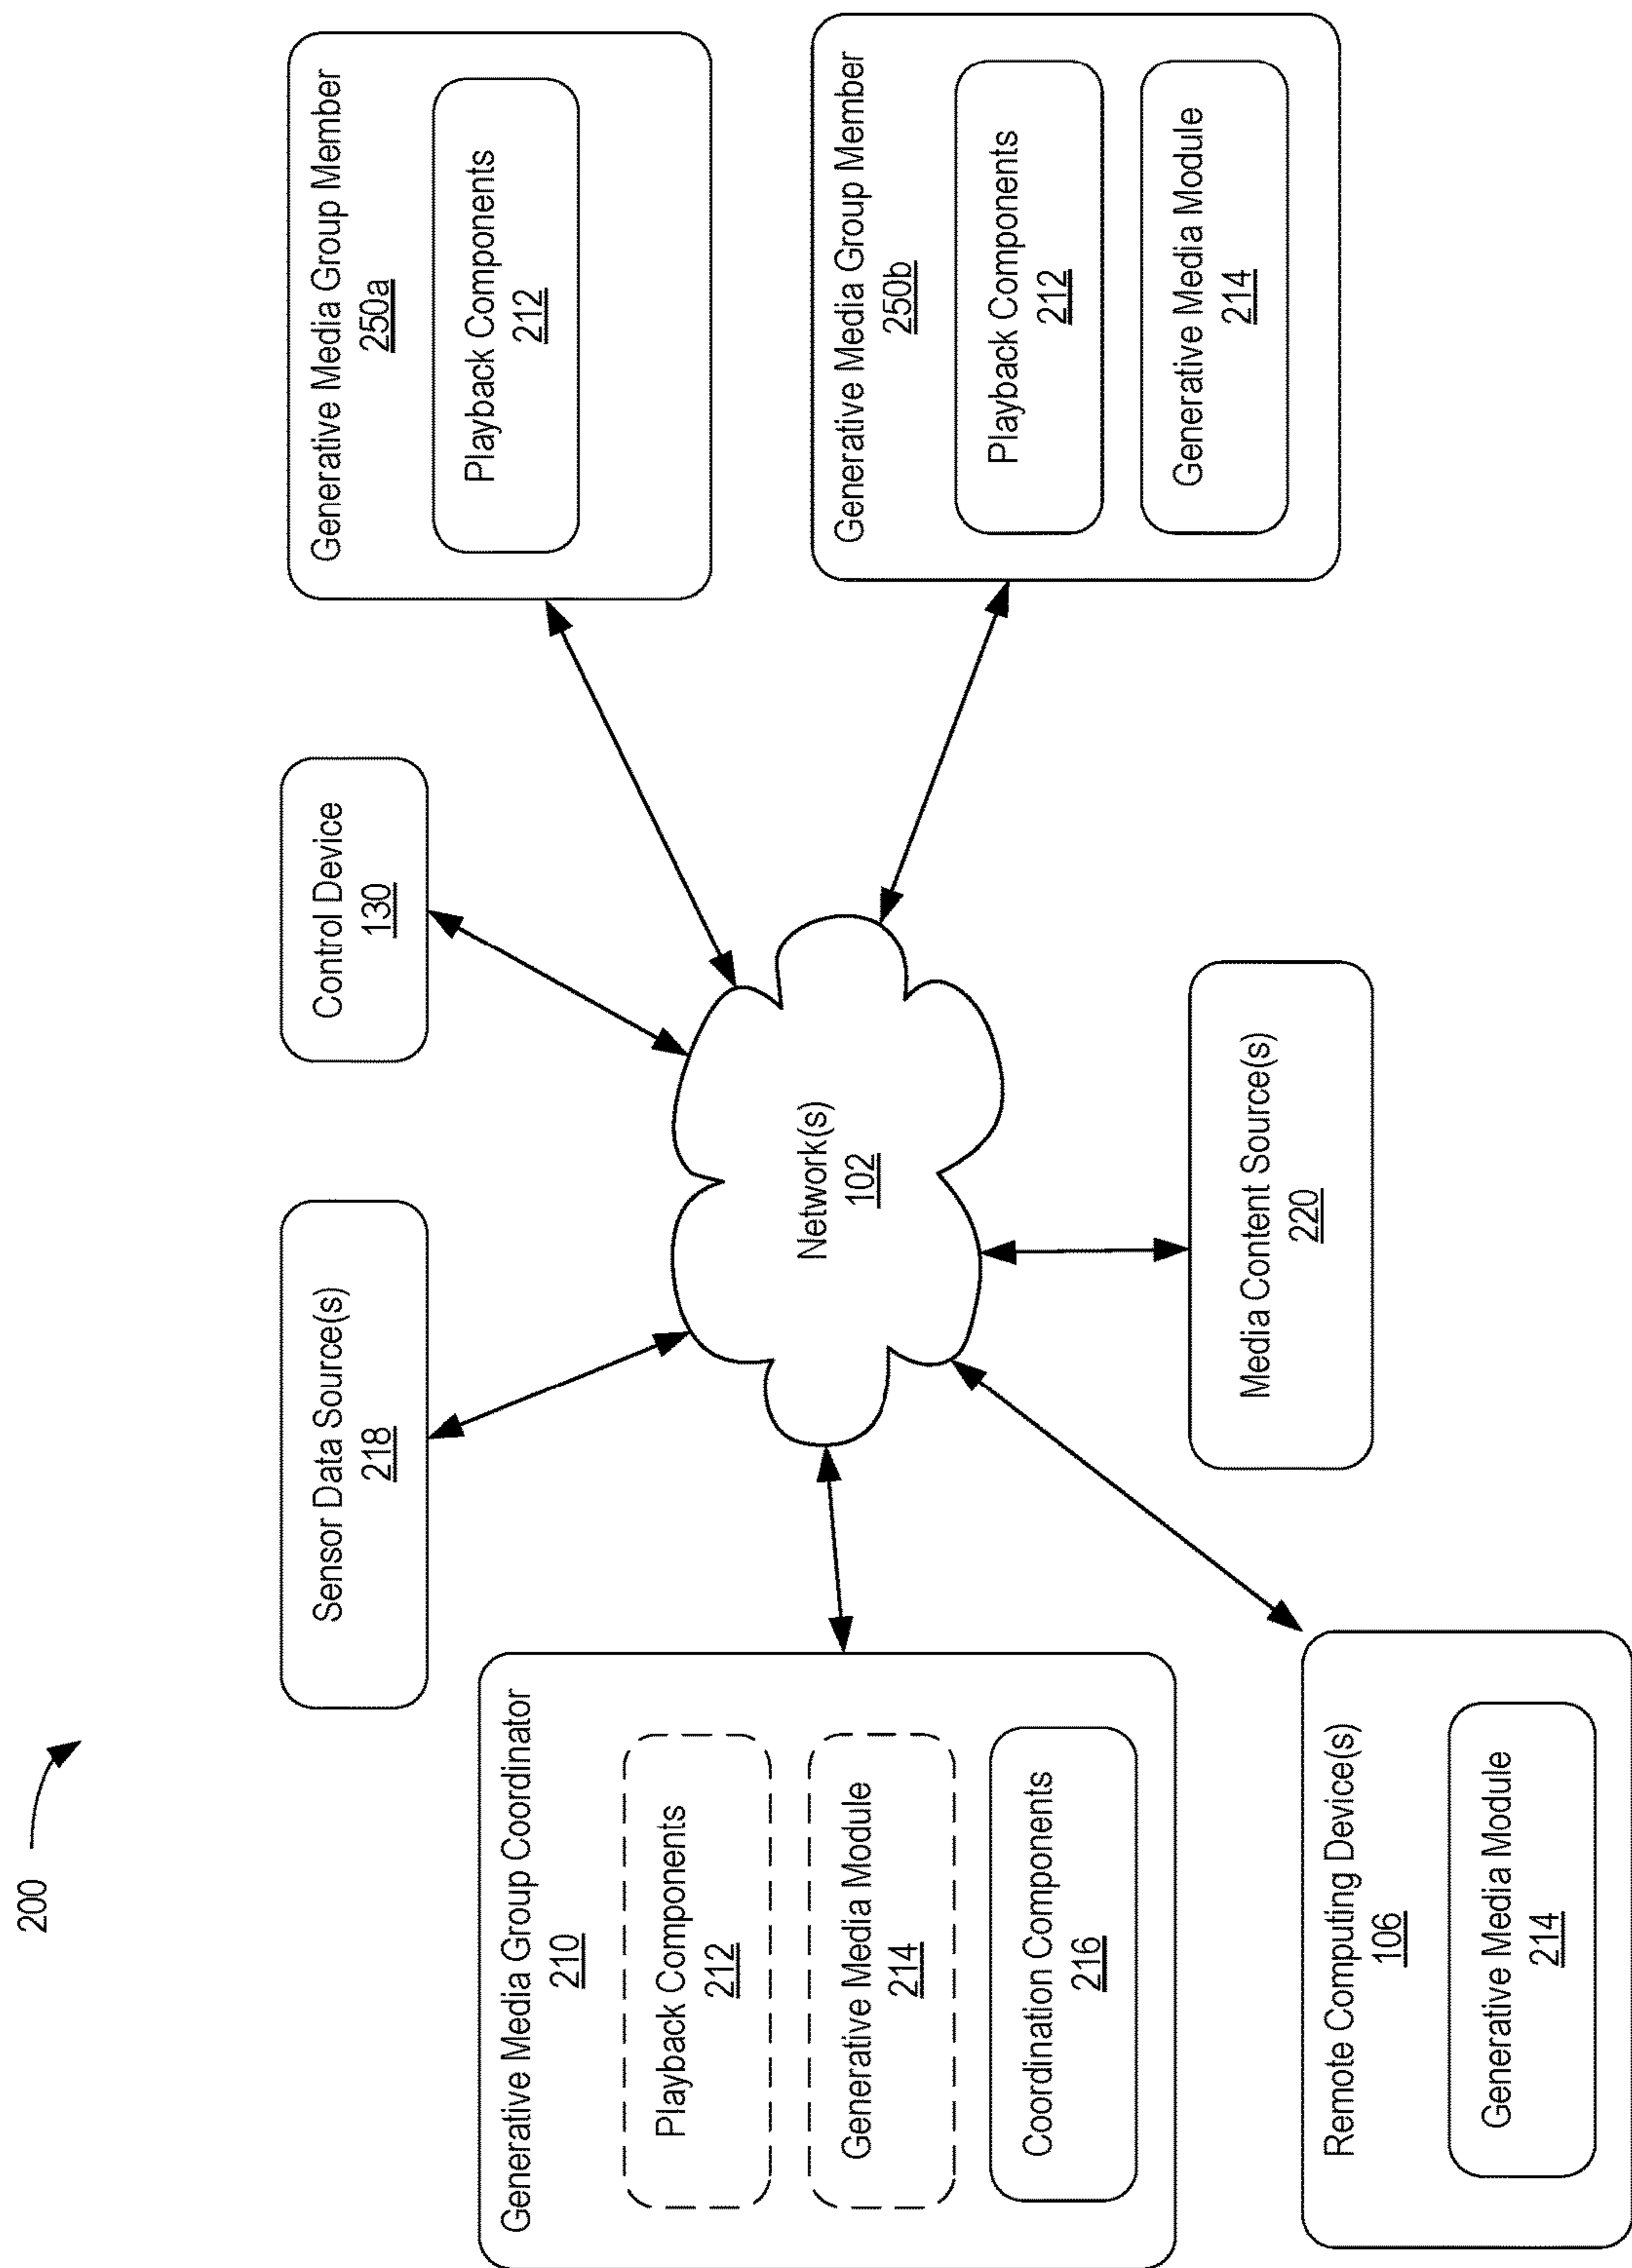 200
Generative Media Group Coordinator
210
Playback Components
212
Generative Media Module
214
Coordination Components
216
Remote Computing Device(s)
106
Generative Media Module
214
Sensor Data Source(s)
218
Control Device
130
Network(s)
102
Media Content Source(s)
220
Generative Media Group Member
250a
Playback Components
212
Generative Media Group Member
250b
Playback Components
212
Generative Media Module
214